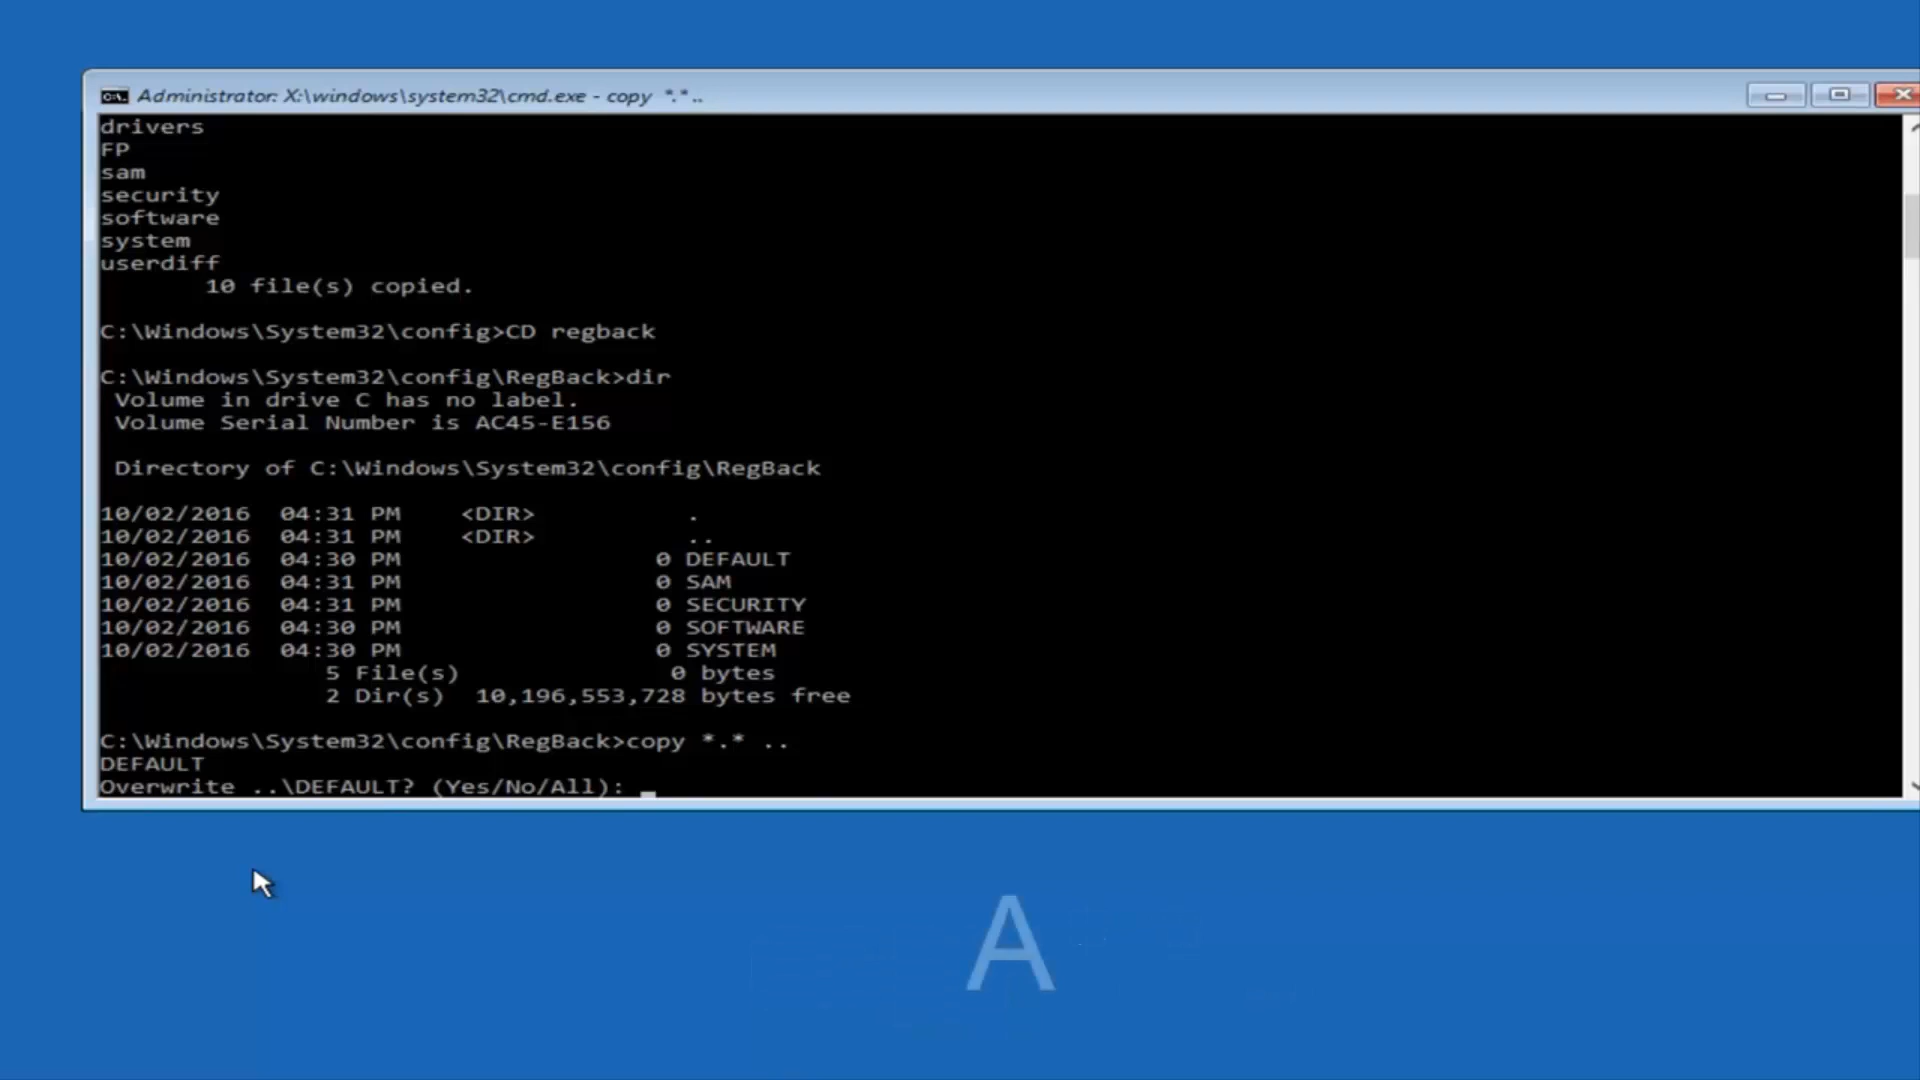 Administrator: X:\windows\system32\cmd.exe - copy *.* ..
drivers
FP
sam
security
software
system
userdiff
10 file(s) copied.
C:\Windows\System32\config>CD regback
C:\Windows\System32\config\RegBack>dir
Volume in drive C has no label.
Volume Serial Number is AC45-E156
Directory of C:\Windows\System32\config\RegBack
10/02/2016 04:31 PM <DIR> .
10/02/2016 04:31 PM <DIR> ..
10/02/2016 04:30 PM 0 DEFAULT
10/02/2016 04:31 PM 0 SAM
10/02/2016 04:31 PM 0 SECURITY
10/02/2016 04:30 PM 0 SOFTWARE
10/02/2016 04:30 PM 0 SYSTEM
5 File(s) 0 bytes
2 Dir(s) 10,196,553,728 bytes free
C:\Windows\System32\config\RegBack>copy *.* ..
DEFAULT
Overwrite ..\DEFAULT? (Yes/No/All): _
A